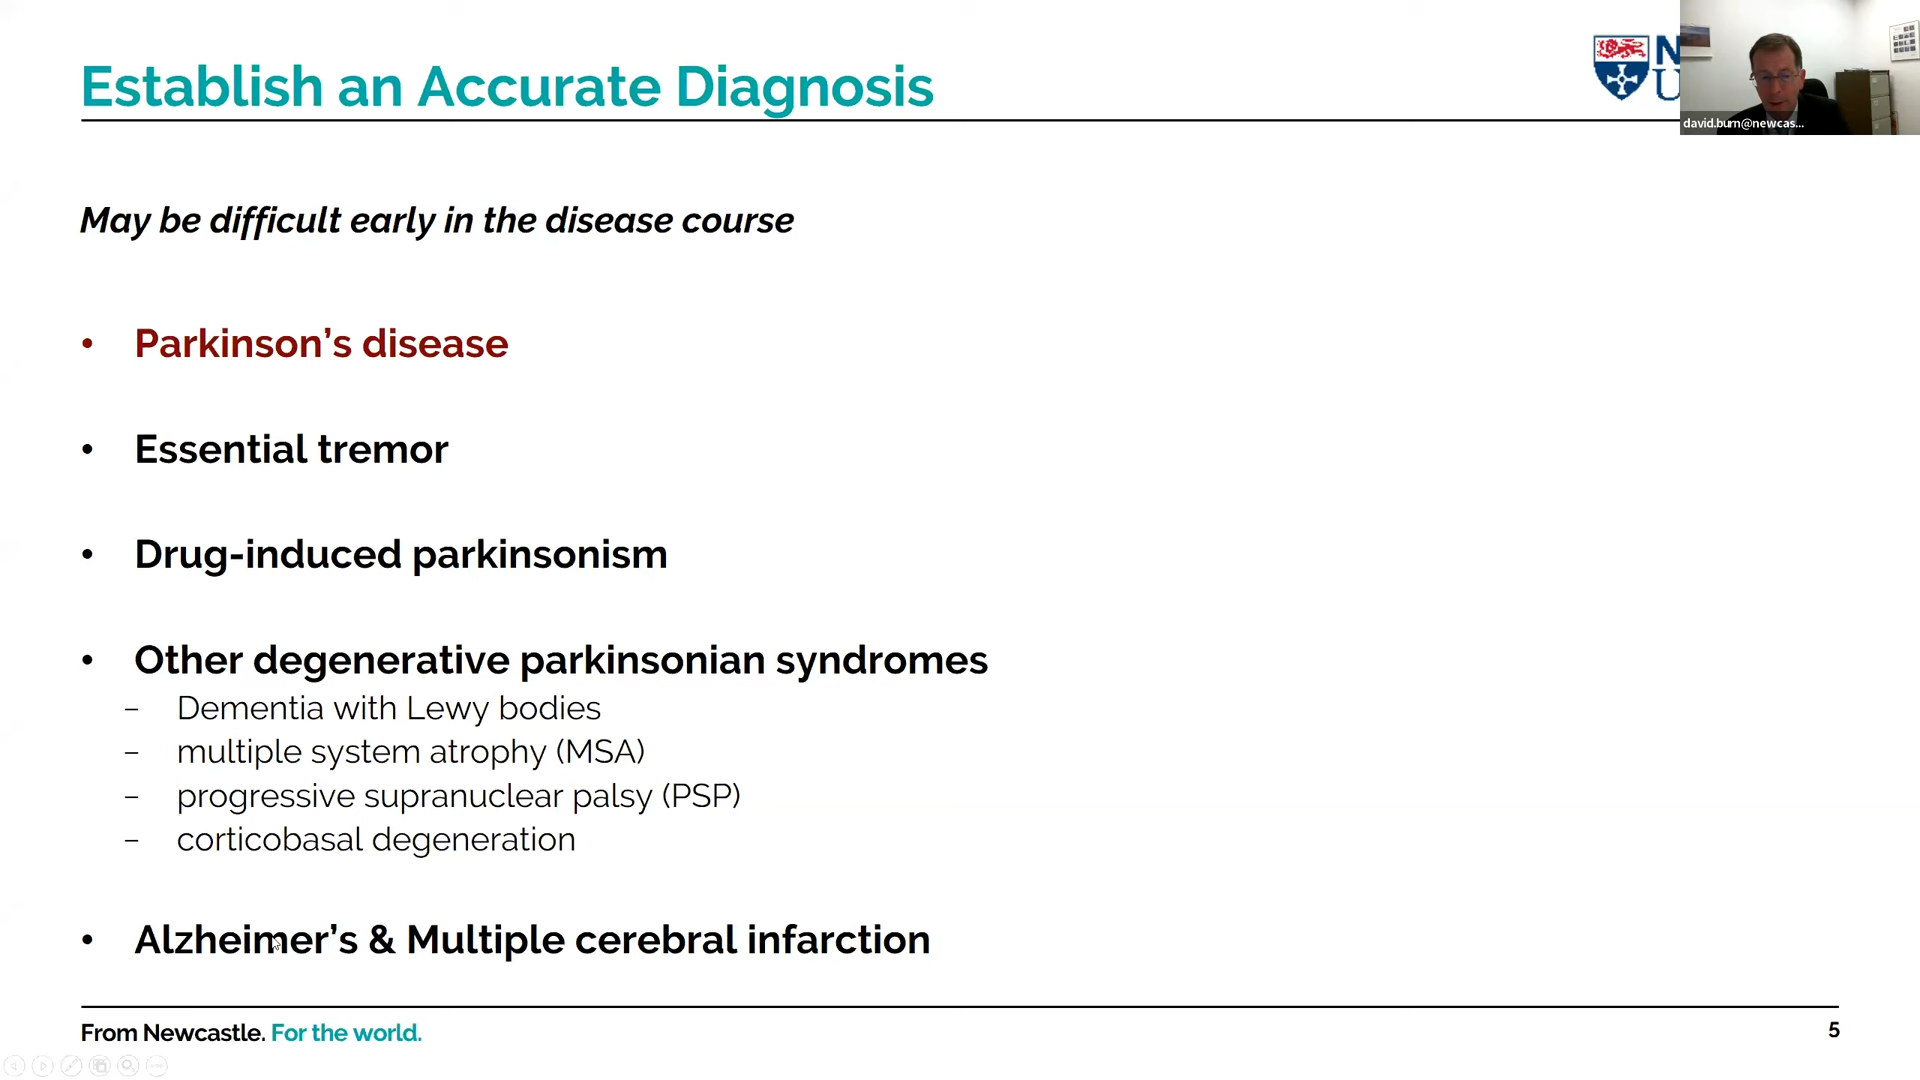 Establish an Accurate Diagnosis
N
U
david.burn@newcas...
May be difficult early in the disease course
• Parkinson’s disease
• Essential tremor
• Drug-induced parkinsonism
• Other degenerative parkinsonian syndromes
– Dementia with Lewy bodies
– multiple system atrophy (MSA)
– progressive supranuclear palsy (PSP)
– corticobasal degeneration
• Alzheimer’s & Multiple cerebral infarction
From Newcastle. For the world.
5